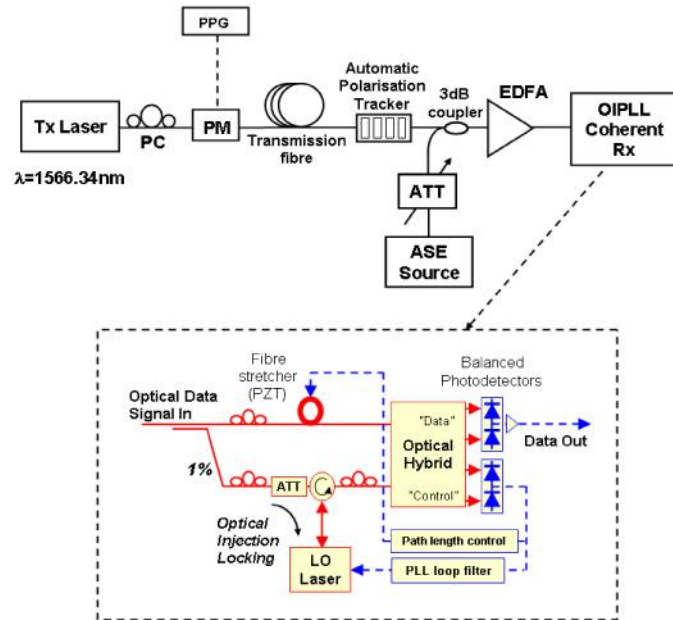 PPG
Tx Laser
PC
PM
Transmission
fibre
Automatic
Polarisation
Tracker
3dB
coupler
EDFA
OIPLL
Coherent
Rx
λ=1566.34nm
ATT
ASE
Source
Fibre
stretcher
(PZT)
Balanced
Photodetectors
Optical Data
Signal In
"Data"
Optical
Hybrid
"Control"
Data Out
1%
ATT
Optical
Injection
Locking
LO
Laser
Path length control
PLL loop filter